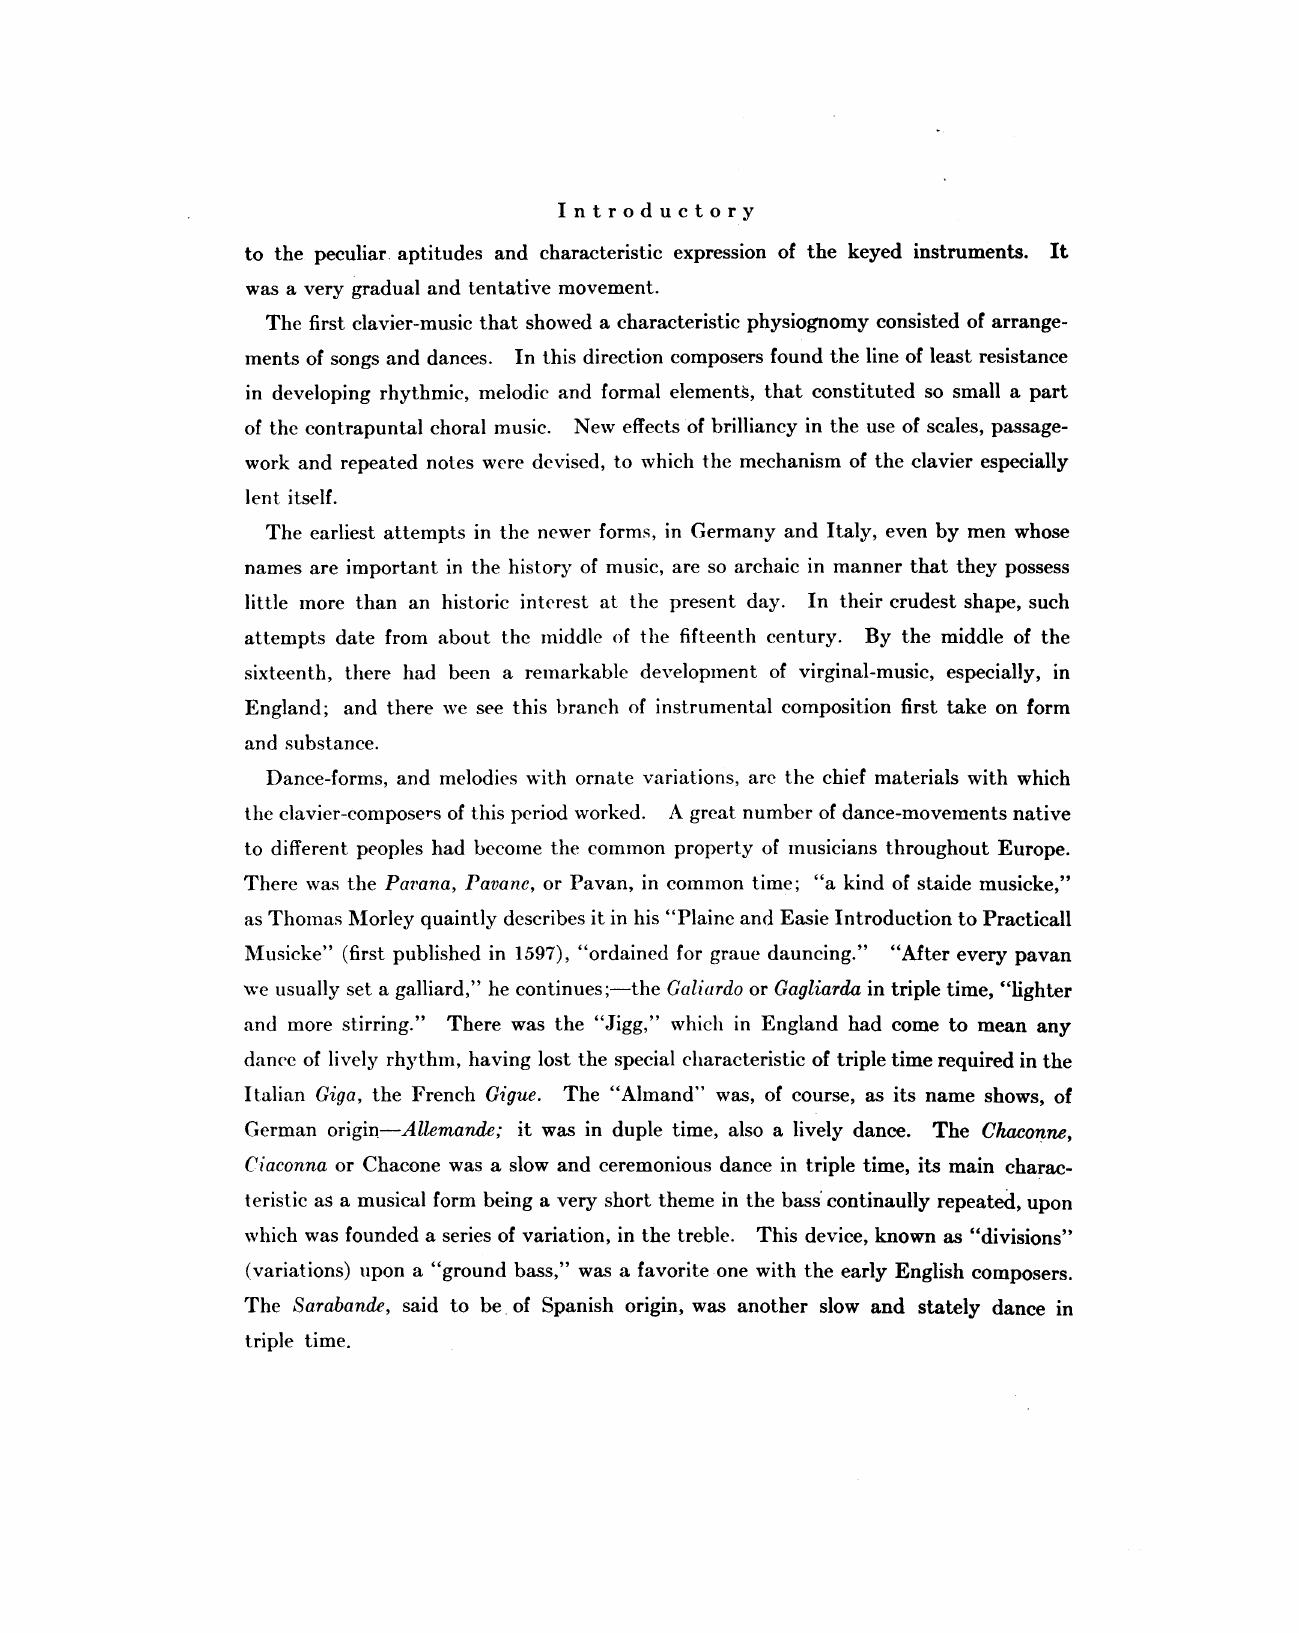 Introductory
to the peculiar aptitudes and characteristic expression of the keyed instruments. It
was a very gradual and tentative movement.
The first clavier-music that showed a characteristic physiognomy consisted of arrange-
ments of songs and dances. In this direction composers found the line of least resistance
in developing rhythmic, melodic and formal elements, that constituted so small a part
of the contrapuntal choral music. New effects of brilliancy in the use of scales, passage-
work and repeated notes were devised, to which the mechanism of the clavier especially
lent itself.
The earliest attempts in the newer forms, in Germany and Italy, even by men whose
names are important in the history of music, are so archaic in manner that they possess
little more than an historic interest at the present day. In their crudest shape, such
attempts date from about the middle of the fifteenth century. By the middle of the
sixteenth, there had been a remarkable development of virginal-music, especially, in
England; and there we see this branch of instrumental composition first take on form
and substance.
Dance-forms, and melodies with ornate variations, are the chief materials with which
the clavier-composers of this period worked. A great number of dance-movements native
to different peoples had become the common property of musicians throughout Europe.
There was the Pavana, Pavane, or Pavan, in common time; “a kind of staide musicke,”
as Thomas Morley quaintly describes it in his “Plaine and Easie Introduction to Practicall
Musicke” (first published in 1597), “ordained for graue dauncing.” “After every pavan
we usually set a galliard,” he continues;—the Galiardo or Gagliarda in triple time, “lighter
and more stirring.” There was the “Jigg,” which in England had come to mean any
dance of lively rhythm, having lost the special characteristic of triple time required in the
Italian Giga, the French Gigue. The “Almand” was, of course, as its name shows, of
German origin—Allemande; it was in duple time, also a lively dance. The Chaconne,
Ciaconna or Chacone was a slow and ceremonious dance in triple time, its main charac-
teristic as a musical form being a very short theme in the bass continaully repeated, upon
which was founded a series of variation, in the treble. This device, known as “divisions”
(variations) upon a “ground bass,” was a favorite one with the early English composers.
The Sarabande, said to be of Spanish origin, was another slow and stately dance in
triple time.